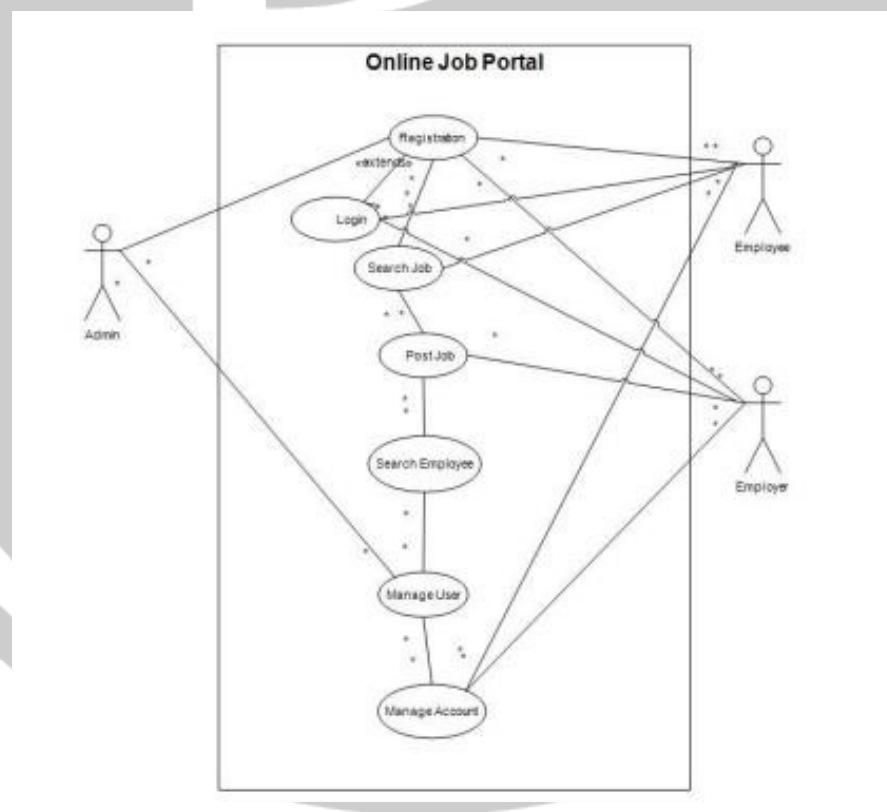 Online Job Portal
Registration
«extends»
Login
Search Job
Post Job
Search Employee
Manage User
Manage Account
Admin
Employee
Employer